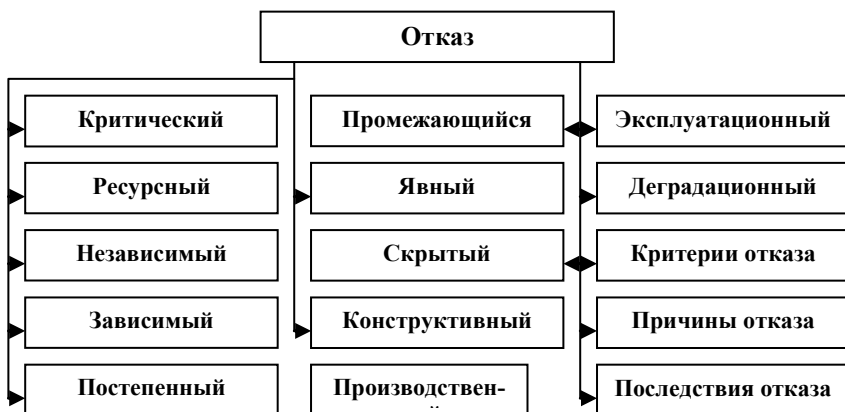 Отказ
Критический
Промежающийся
Эксплуатационный
Ресурсный
Явный
Деградационный
Независимый
Скрытый
Критерии отказа
Зависимый
Конструктивный
Причины отказа
Постепенный
Производствен-
Последствия отказа